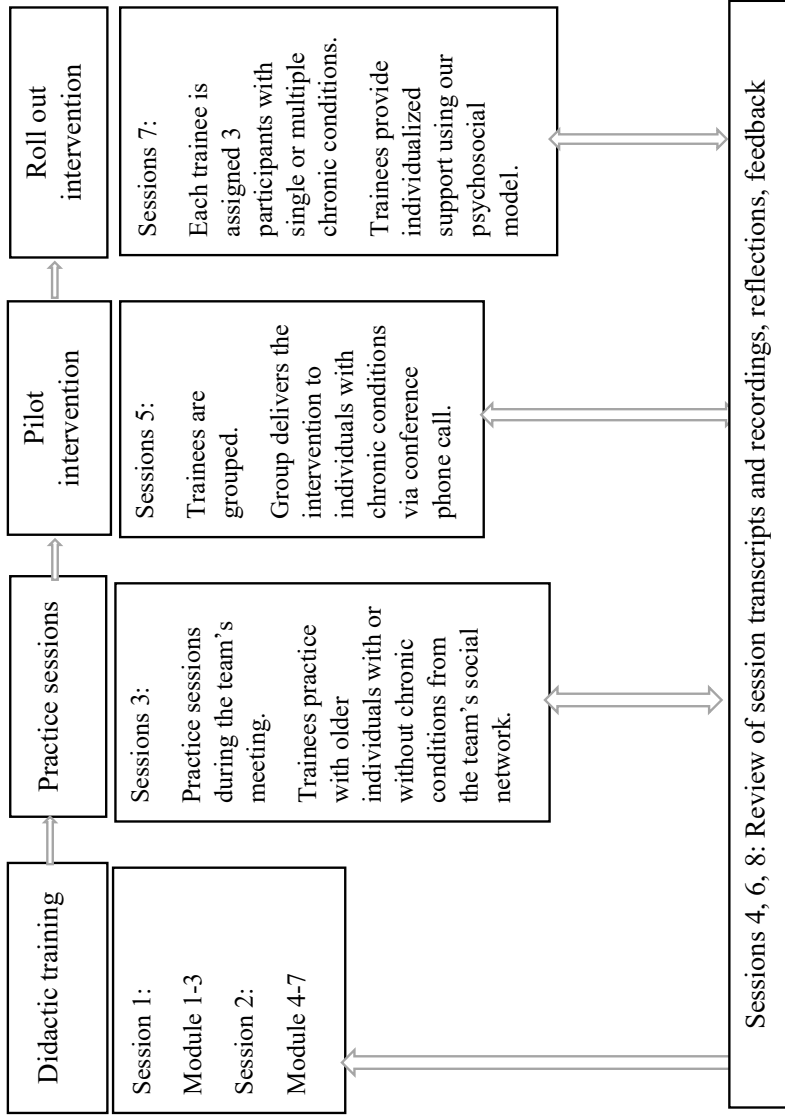 Didactic training
Session 1:
Module 1-3
Session 2:
Module 4-7
Practice sessions
Sessions 3:
Practice sessions
during the team’s
meeting.
Trainees practice
with older
individuals with or
without chronic
conditions from
the team’s social
network.
Pilot
intervention
Sessions 5:
Trainees are
grouped.
Group delivers the
intervention to
individuals with
chronic conditions
via conference
phone call.
Roll out
intervention
Sessions 7:
Each trainee is
assigned 3
participants with
single or multiple
chronic conditions.
Trainees provide
individualized
support using our
psychosocial
model.
Sessions 4, 6, 8: Review of session transcripts and recordings, reflections, feedback